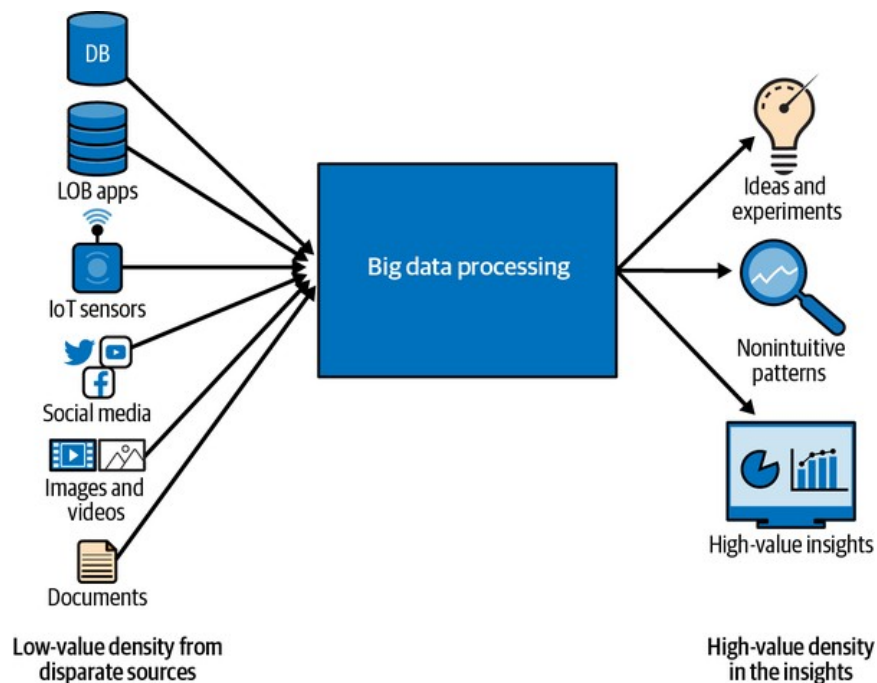 DB
LOB apps
IoT sensors
Social media
Images and
videos
Documents
Low-value density from
disparate sources
Big data processing
Ideas and
experiments
Nonintuitive
patterns
High-value insights
High-value density
in the insights